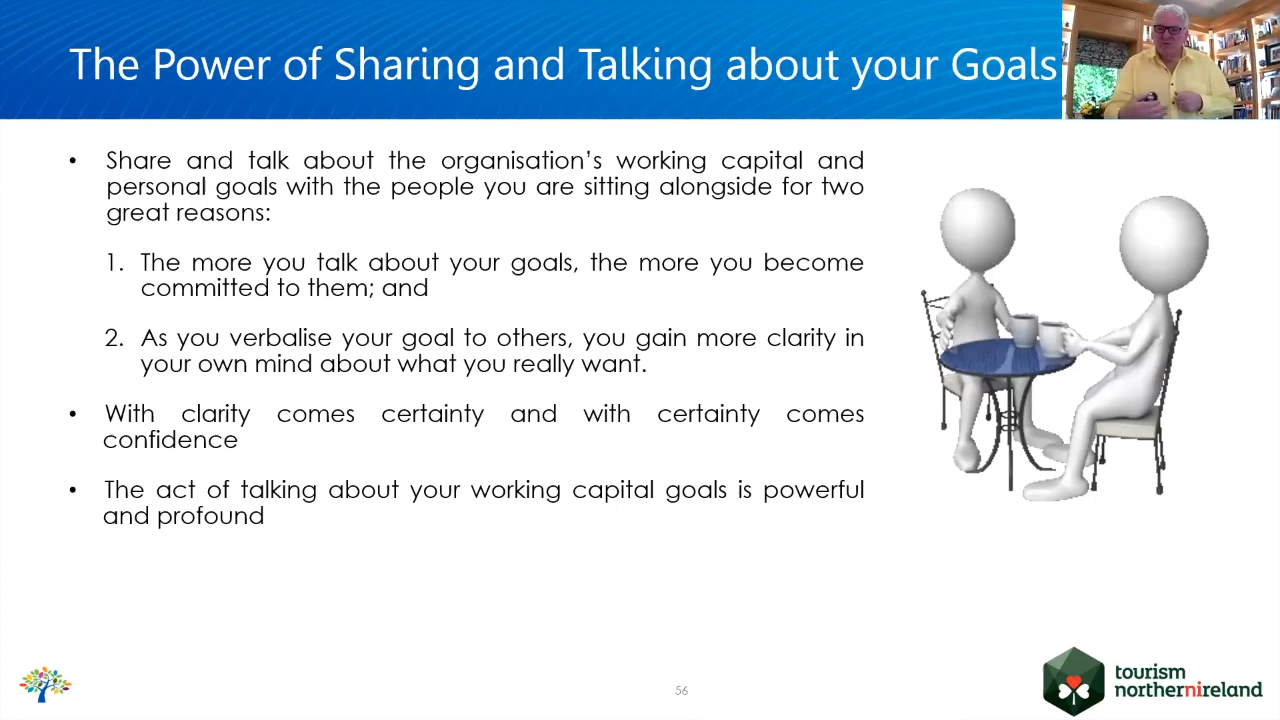 The Power of Sharing and Talking about your Goals
• Share and talk about the organisation's working capital and
personal goals with the people you are sitting alongside for two
great reasons:
1. The more you talk about your goals, the more you become
committed to them; and
2. As you verbalise your goal to others, you gain more clarity in
your own mind about what you really want.
• With clarity comes certainty and with certainty comes
confidence
• The act of talking about your working capital goals is powerful
and profound
56
tourism
northernireland